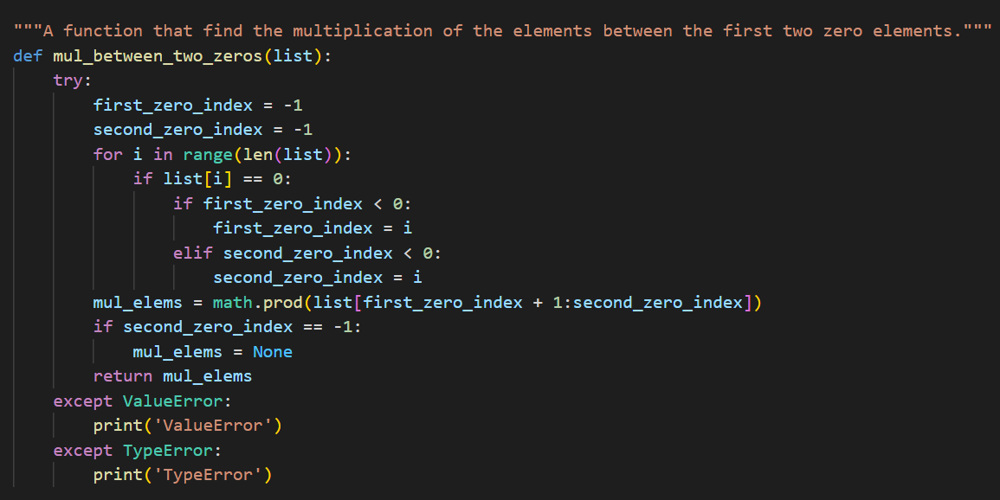 """A function that find the multiplication of the elements between the first two zero elements."""
def mul_between_two_zeros(list):
    try:
        first_zero_index = -1
        second_zero_index = -1
        for i in range(len(list)):
            if list[i] == 0:
                if first_zero_index < 0:
                    first_zero_index = i
                elif second_zero_index < 0:
                    second_zero_index = i
        mul_elems = math.prod(list[first_zero_index + 1:second_zero_index])
        if second_zero_index == -1:
            mul_elems = None
        return mul_elems
    except ValueError:
        print('ValueError')
    except TypeError:
        print('TypeError')